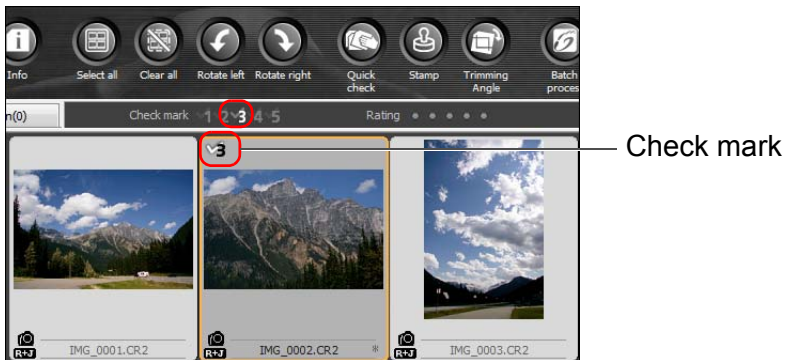 Info Select all Clear all Rotate left Rotate right Quick check Stamp Trimming Angle Batch proces
n(0) Check mark 1 2 3 4 5 Rating
3
Check mark
R+J IMG_0001.CR2 R+J IMG_0002.CR2 * R+J IMG_0003.CR2